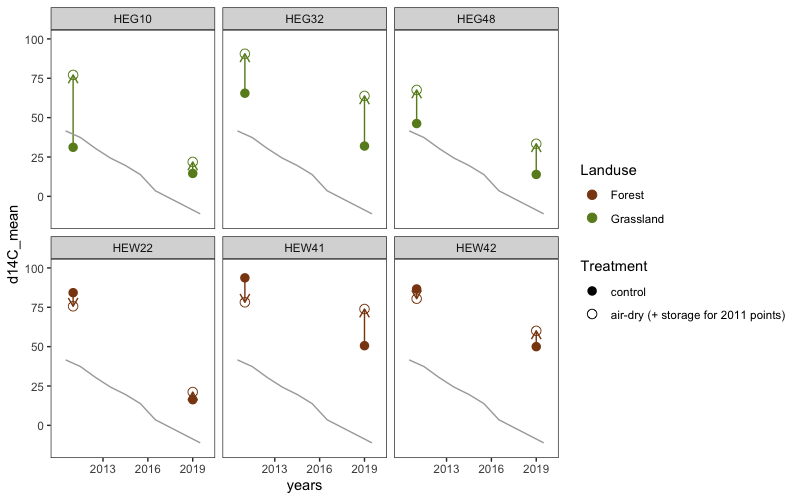 HEG10 HEG32 HEG48
100
75
50
25
0
HEW22 HEW41 HEW42
100
75
50
25
0
d14C_mean
2013 2016 2019 2013 2016 2019 2013 2016 2019
years
Landuse
Forest
Grassland
Treatment
control
air-dry (+ storage for 2011 points)